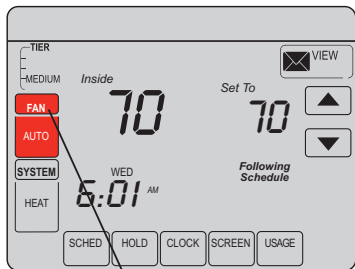 TIER
MEDIUM
FAN
AUTO
SYSTEM
HEAT
Inside
70
Set To
70
VIEW
WED
6:01 AM
Following
Schedule
SCHED
HOLD
CLOCK
SCREEN
USAGE